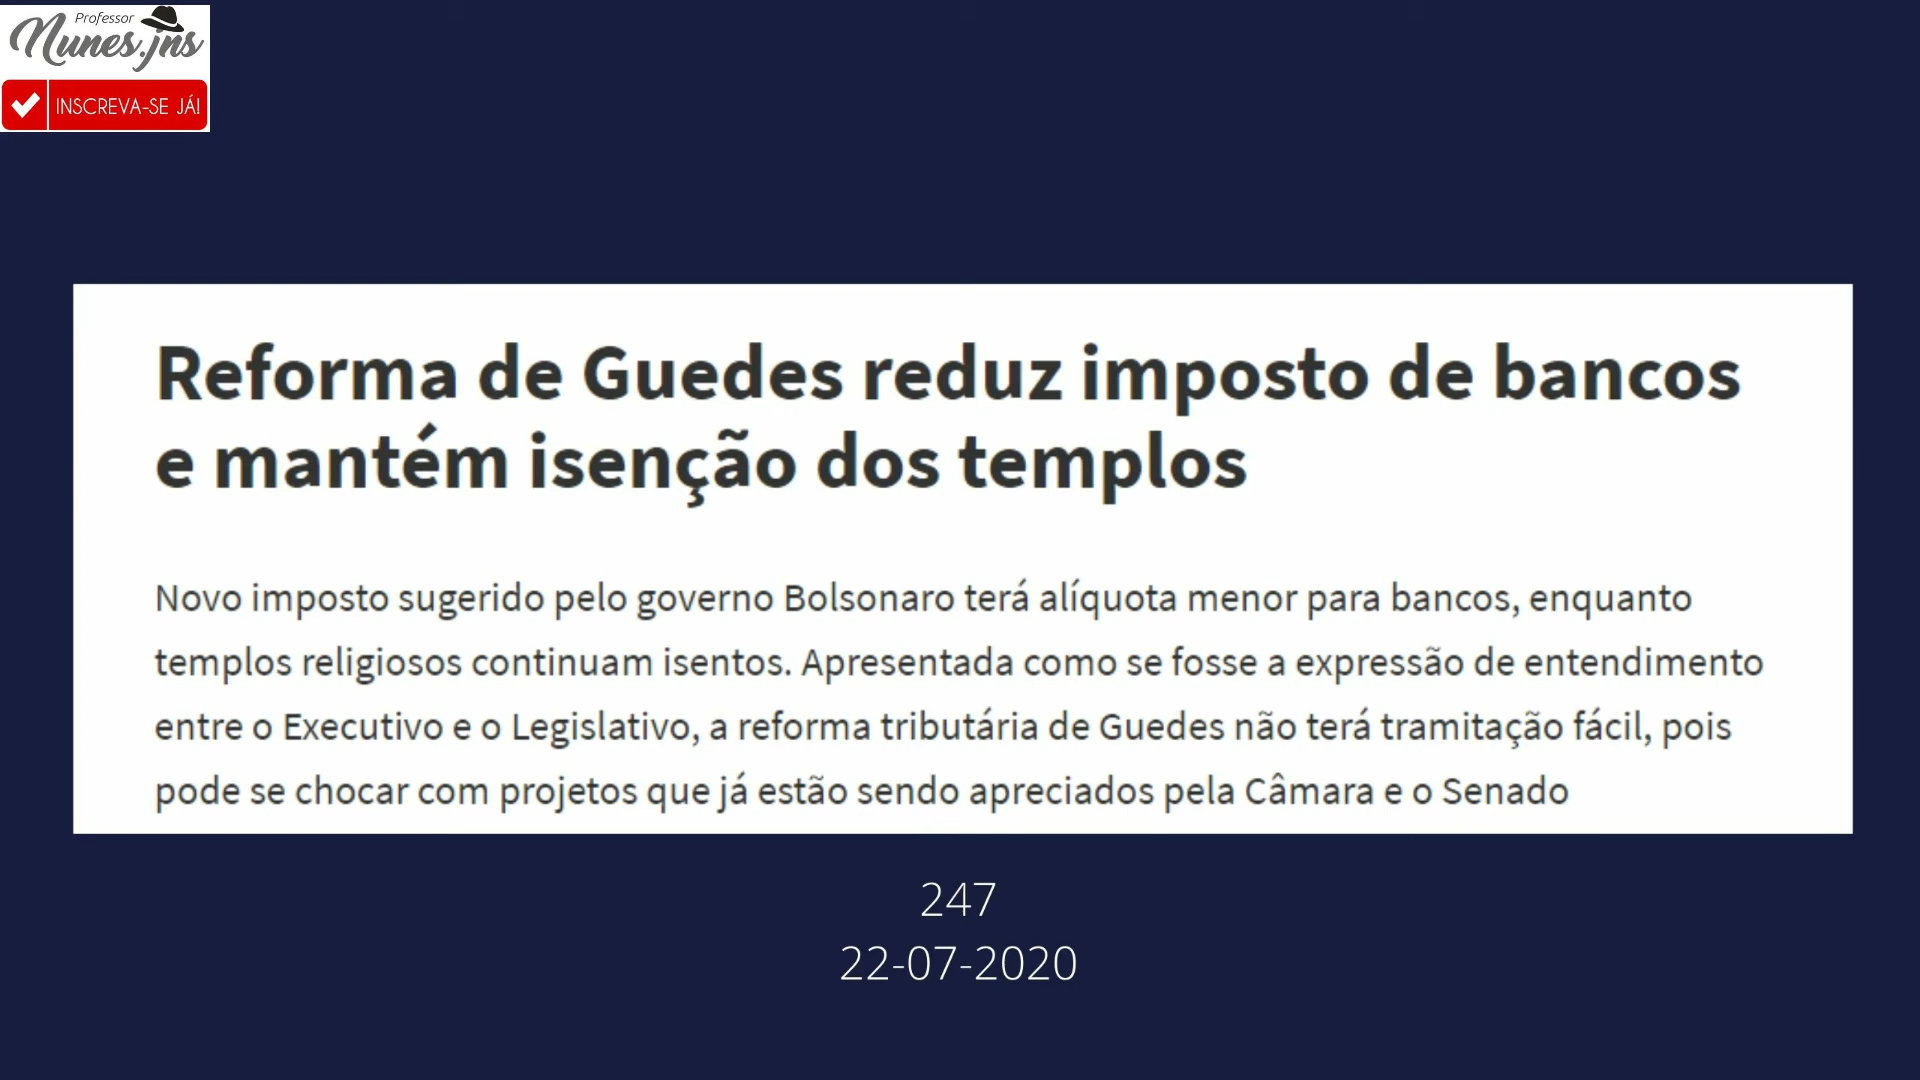 Professor
Nunes.jns
INSCREVA-SE JÁ!
Reforma de Guedes reduz imposto de bancos
e mantém isenção dos templos
Novo imposto sugerido pelo governo Bolsonaro terá alíquota menor para bancos, enquanto
templos religiosos continuam isentos. Apresentada como se fosse a expressão de entendimento
entre o Executivo e o Legislativo, a reforma tributária de Guedes não terá tramitação fácil, pois
pode se chocar com projetos que já estão sendo apreciados pela Câmara e o Senado
247
22-07-2020